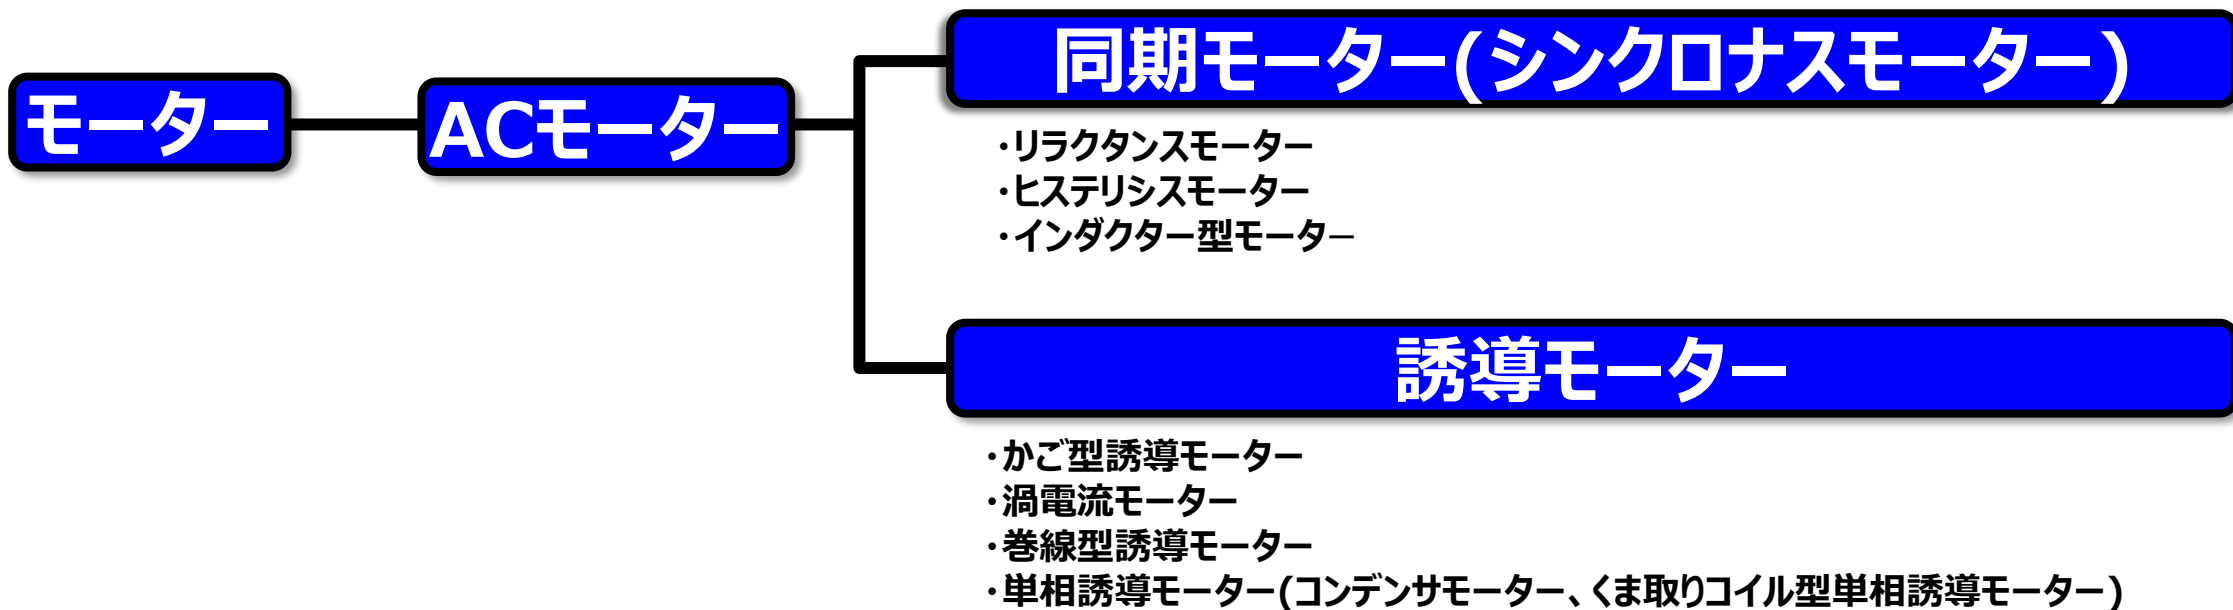 モーター
ACモーター
同期モーター(シンクロナスモーター)
・リラクタンスモーター
・ヒステリシスモーター
・インダクター型モーター
誘導モーター
・かご型誘導モーター
・渦電流モーター
・巻線型誘導モーター
・単相誘導モーター(コンデンサモーター、くま取りコイル型単相誘導モーター)